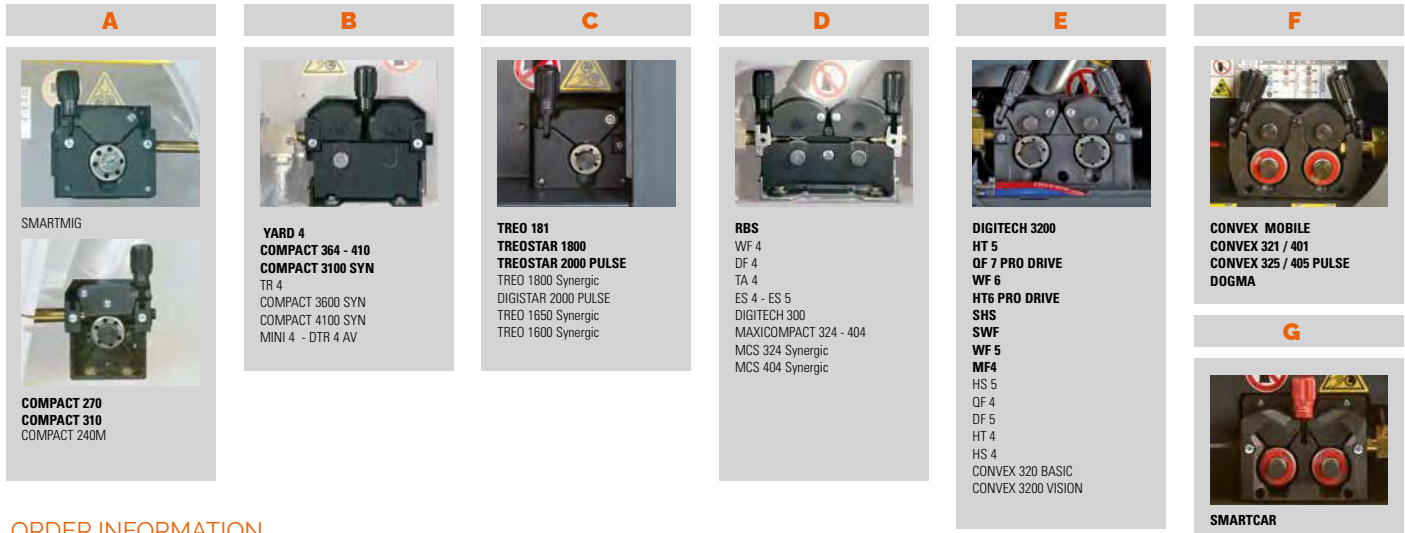 A
SMARTMIG
COMPACT 270
COMPACT 310
COMPACT 240M
B
YARD 4
COMPACT 364 - 410
COMPACT 3100 SYN
TR 4
COMPACT 3600 SYN
COMPACT 4100 SYN
MINI 4 - DTR 4 AV
C
TREO 181
TREOSTAR 1800
TREOSTAR 2000 PULSE
TREO 1800 Synergic
DIGISTAR 2000 PULSE
TREO 1650 Synergic
TREO 1600 Synergic
D
RBS
WF 4
DF 4
TA 4
ES 4 - ES 5
DIGITECH 300
MAXICOMPACT 324 - 404
MCS 324 Synergic
MCS 404 Synergic
E
DIGITECH 3200
HT 5
QF 7 PRO DRIVE
WF 6
HT6 PRO DRIVE
SHS
SWF
WF 5
MF4
HS 5
QF 4
DF 5
HT 4
HS 4
CONVEX 320 BASIC
CONVEX 3200 VISION
F
CONVEX MOBILE
CONVEX 321 / 401
CONVEX 325 / 405 PULSE
DOGMA
G
SMARTCAR
ORDER INFORMATION